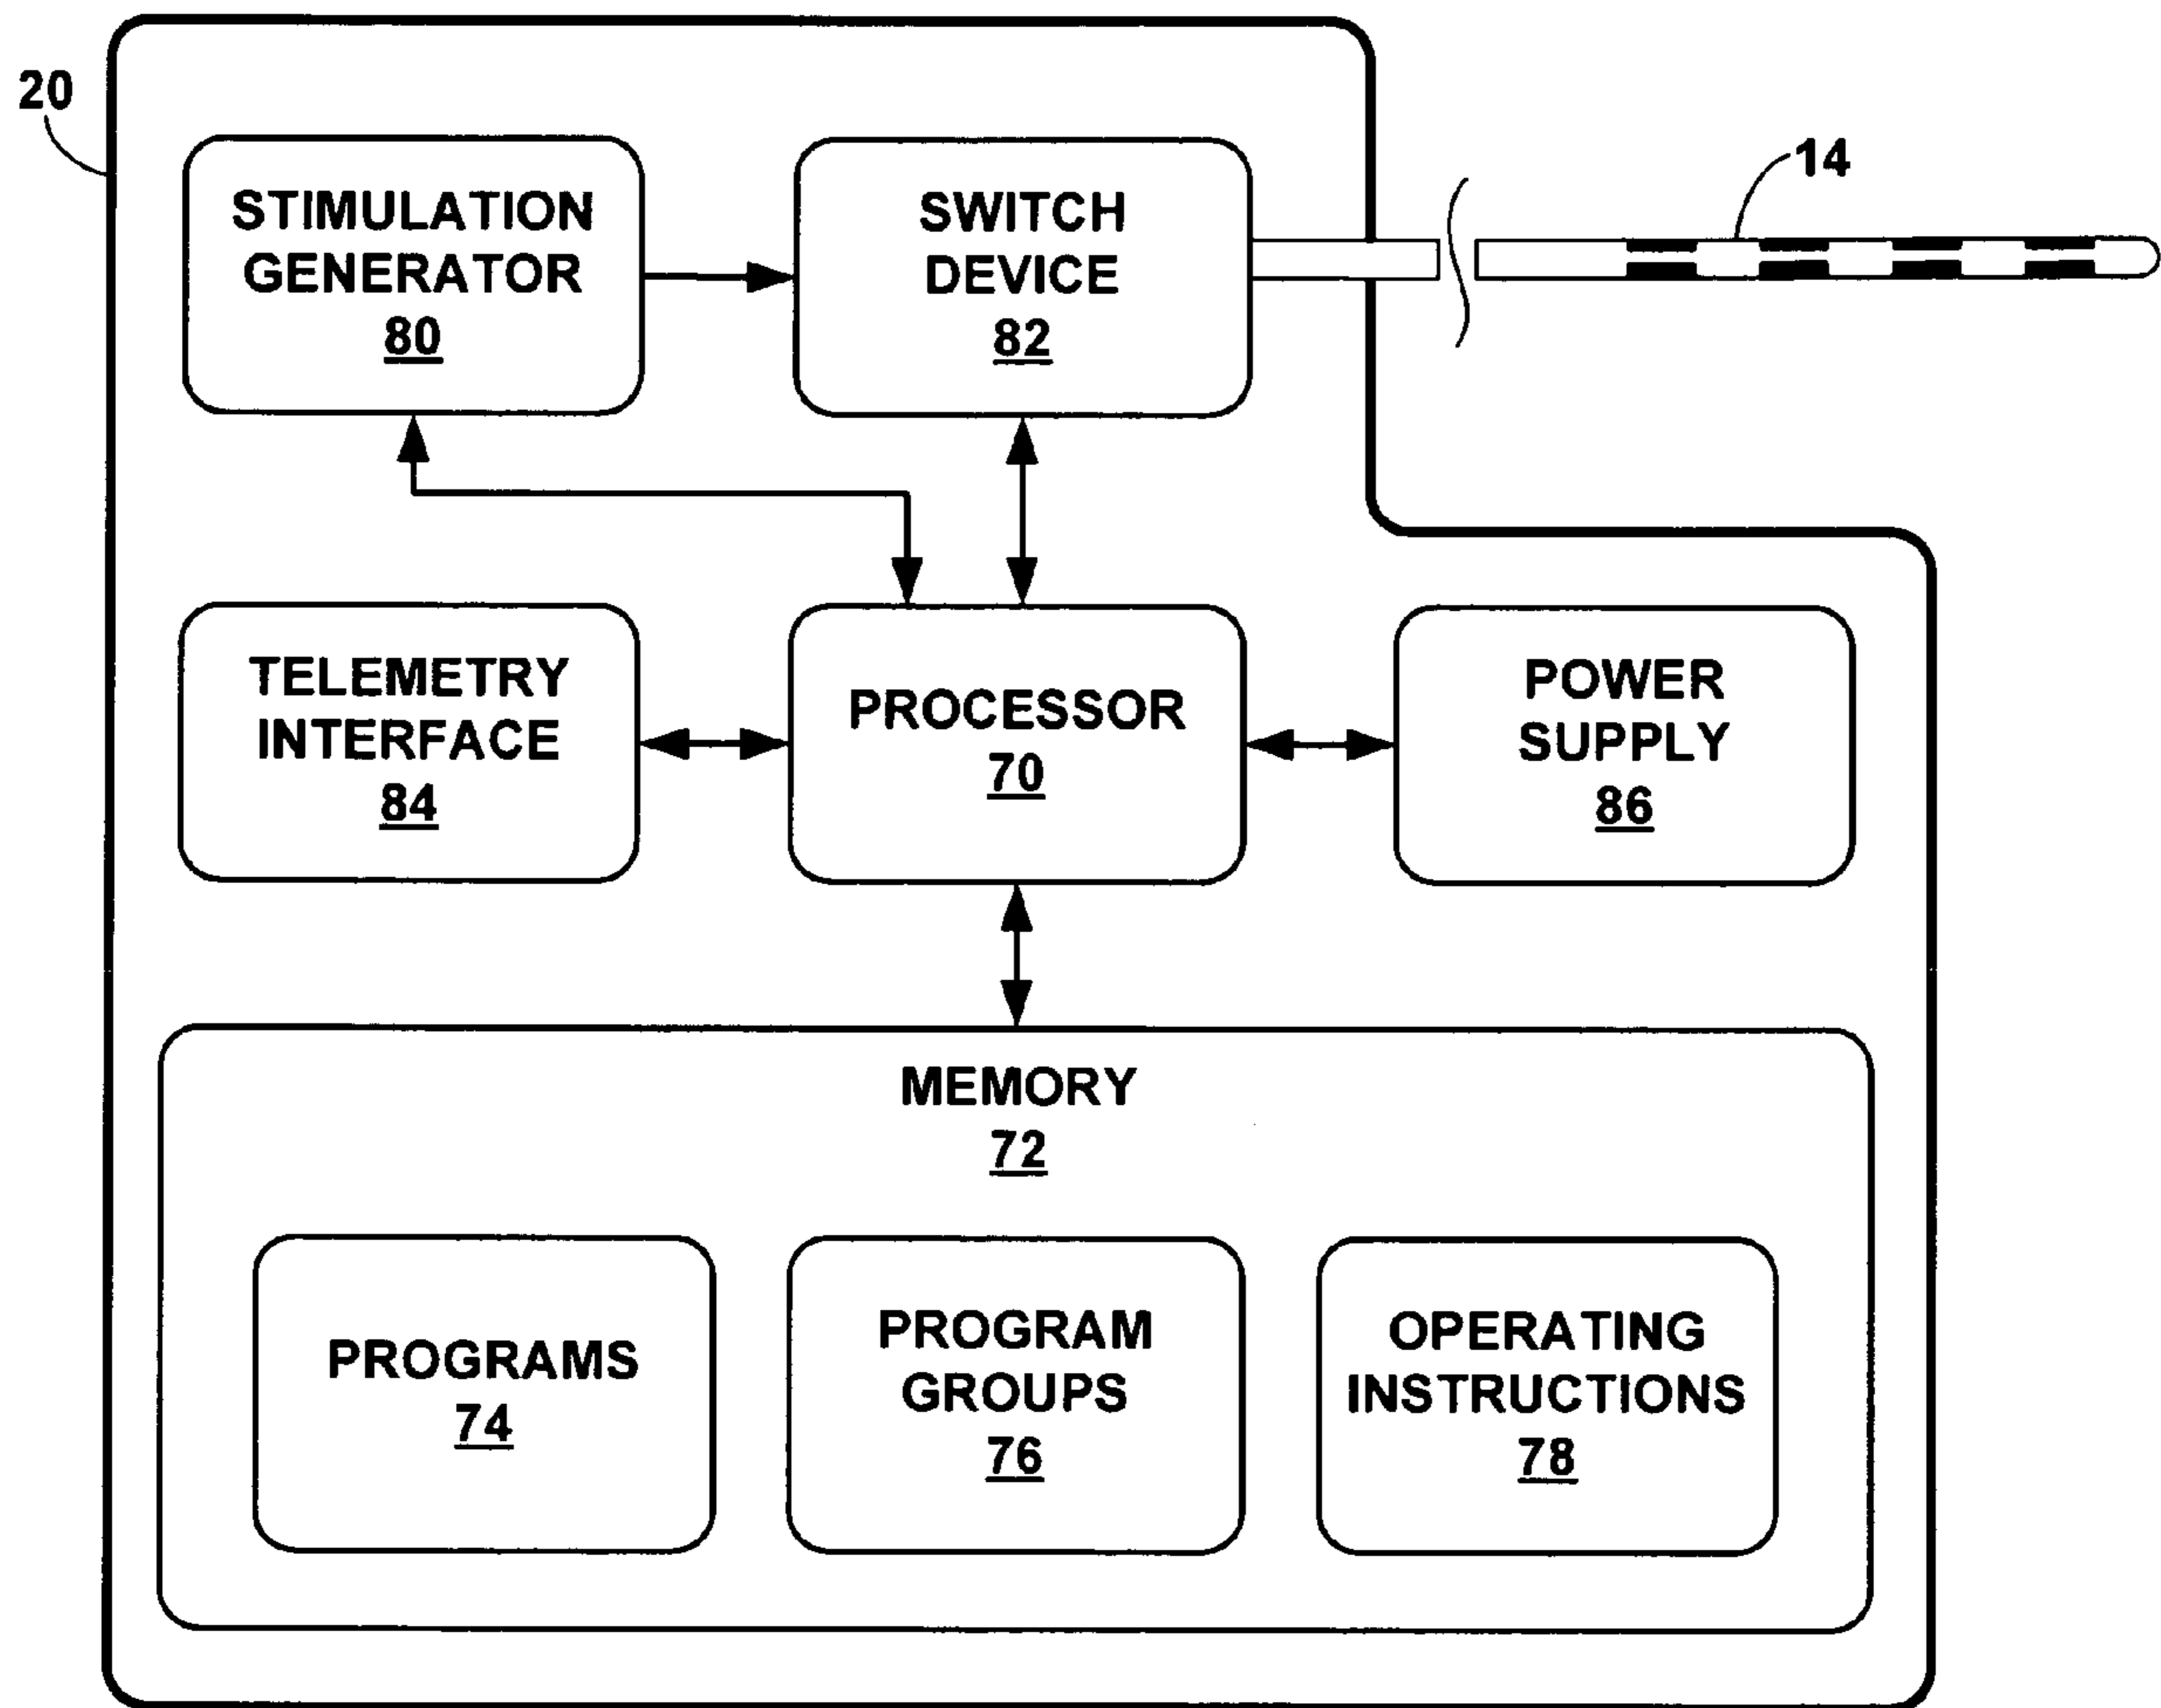 20
14
STIMULATION
GENERATOR
80
SWITCH
DEVICE
82
TELEMETRY
INTERFACE
84
PROCESSOR
70
POWER
SUPPLY
86
MEMORY
72
PROGRAMS
74
PROGRAM
GROUPS
76
OPERATING
INSTRUCTIONS
78